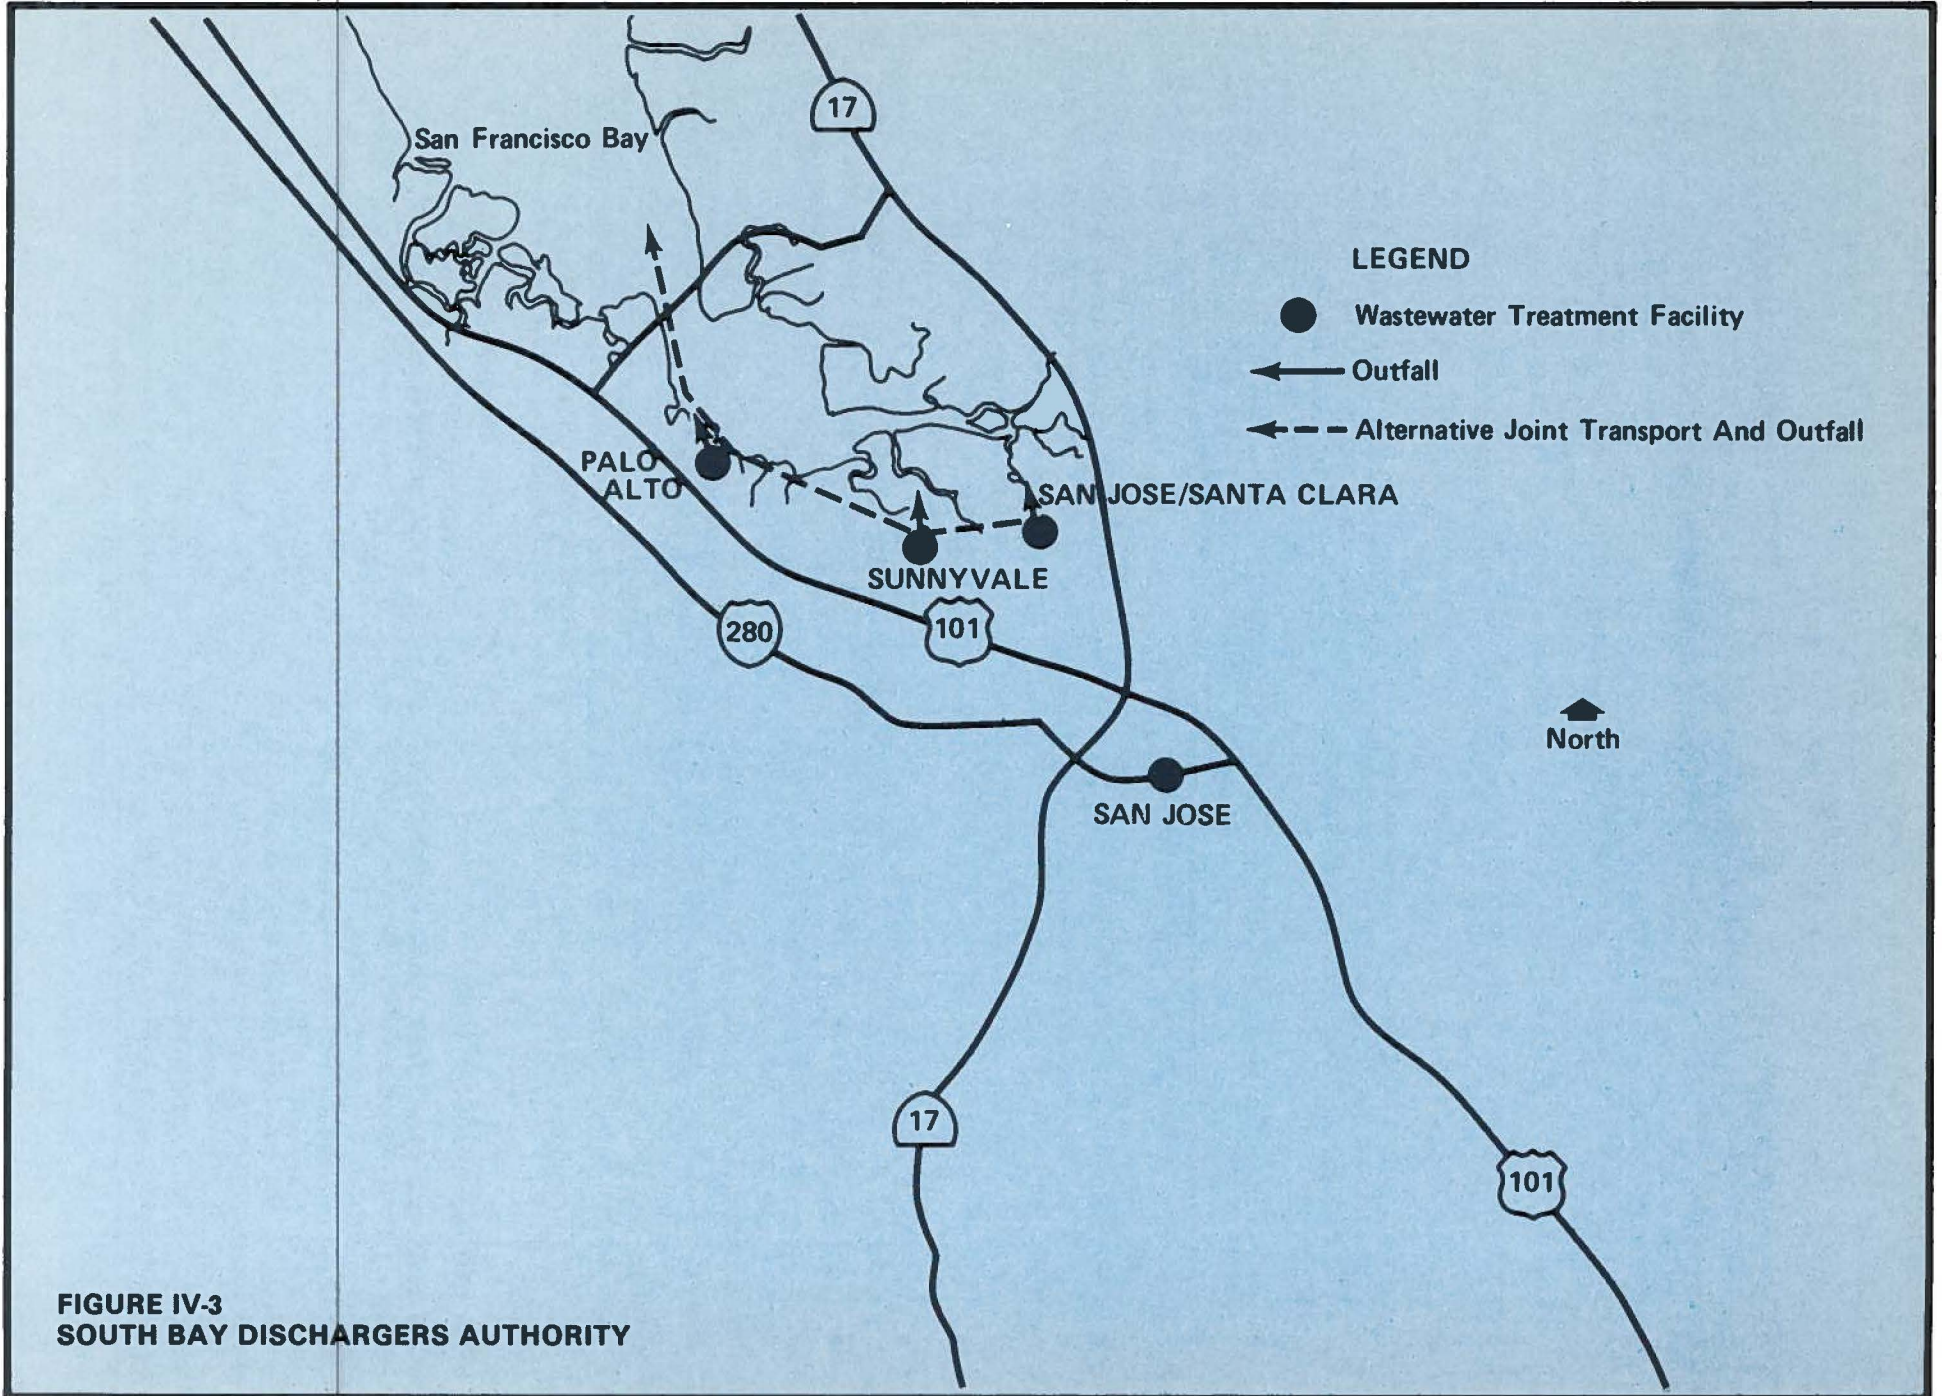 17
San Francisco Bay
LEGEND
Wastewater Treatment Facility
Outfall
Alternative Joint Transport And Outfall
PALO
ALTO
SAN JOSE/SANTA CLARA
SUNNYVALE
280
101
North
SAN JOSE
17
101
FIGURE IV-3
SOUTH BAY DISCHARGERS AUTHORITY